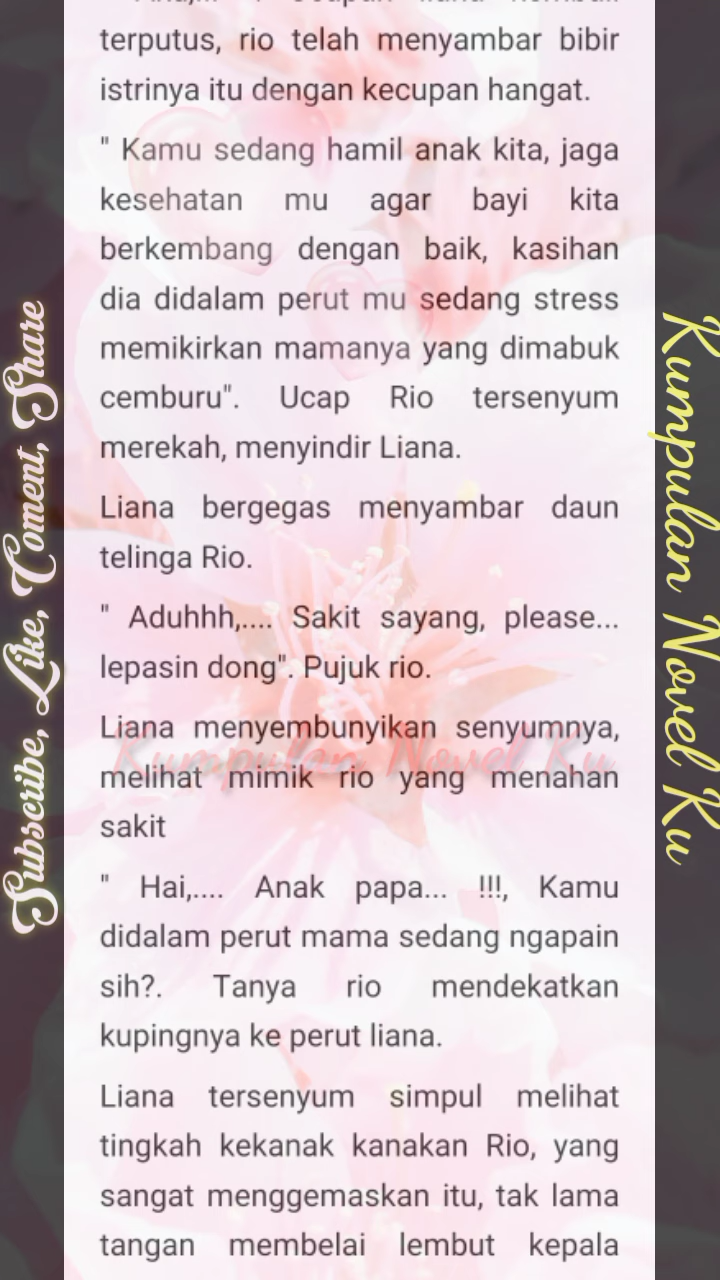 terputus, rio telah menyambar bibir
istrinya itu dengan kecupan hangat.
" Kamu sedang hamil anak kita, jaga
kesehatan mu agar bayi kita
berkembang dengan baik, kasihan
dia didalam perut mu sedang stress
memikirkan mamanya yang dimabuk
cemburu". Ucap Rio tersenyum
merekah, menyindir Liana.
Liana bergegas menyambar daun
telinga Rio.
" Aduhhh,.... Sakit sayang, please...
lepasin dong". Pujuk rio.
Liana menyembunyikan senyumnya,
melihat mimik rio yang menahan
sakit
" Hai,.... Anak papa... !!!, Kamu
didalam perut mama sedang ngapain
sih?. Tanya rio mendekatkan
kupingnya ke perut liana.
Liana tersenyum simpul melihat
tingkah kekanak kanakan Rio, yang
sangat menggemaskan itu, tak lama
tangan membelai lembut kepala
Subscribe, Like, Coment, Share
Kumpulan Novel Ku
Kumpulan Novel Ku